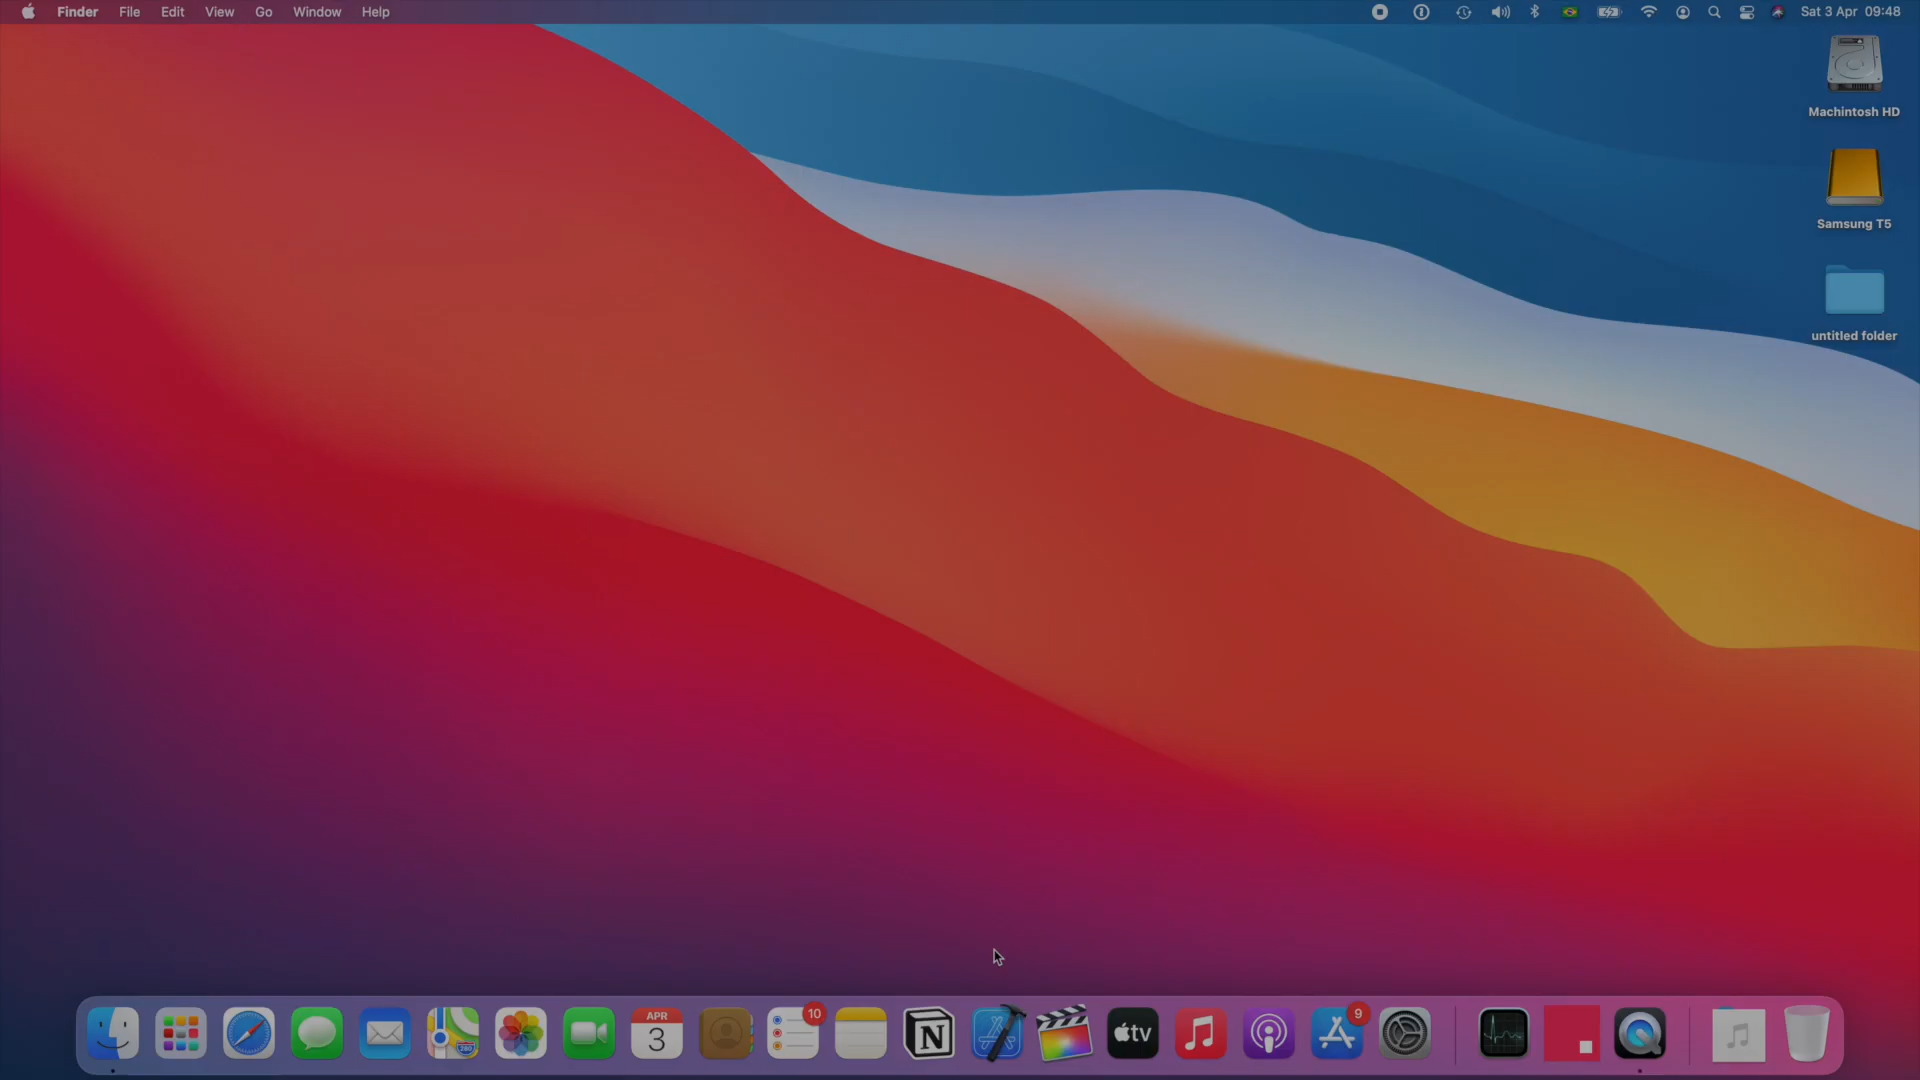 Finder File Edit View Go Window Help Sat 3 Apr 09:48
Machintosh HD
Samsung T5
untitled folder
APR
3
10
280
N
tv
9